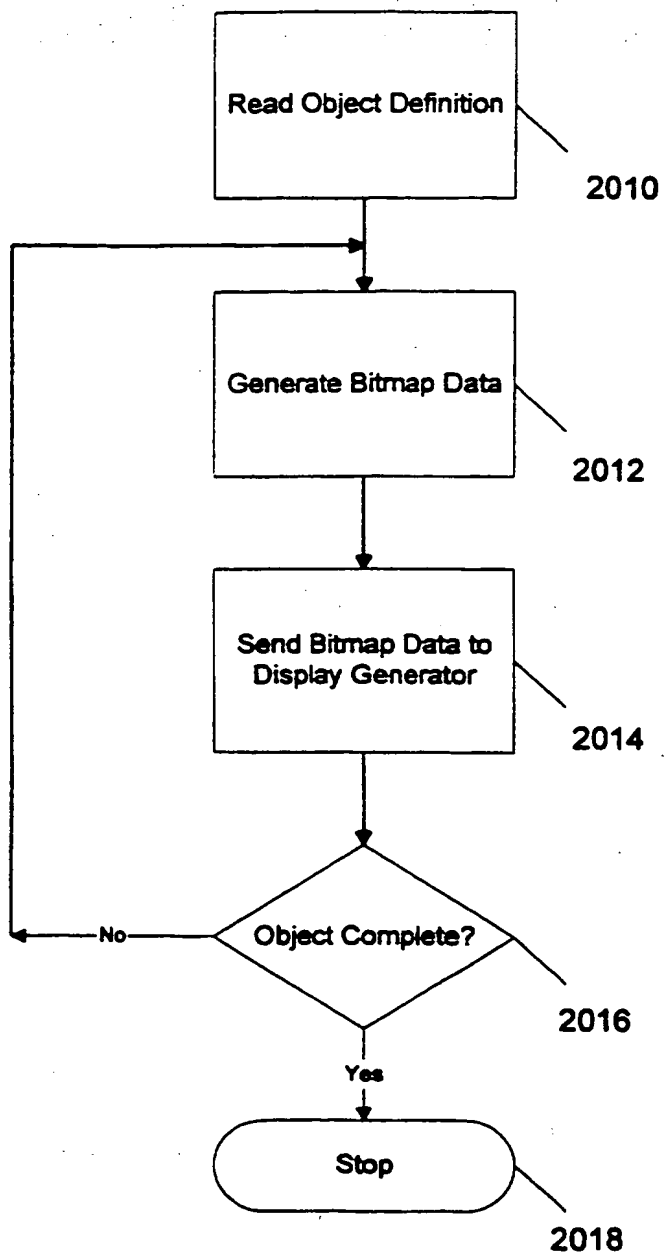 Read Object Definition
2010
Generate Bitmap Data
2012
Send Bitmap Data to
Display Generator
2014
Object Complete?
No
2016
Yes
Stop
2018